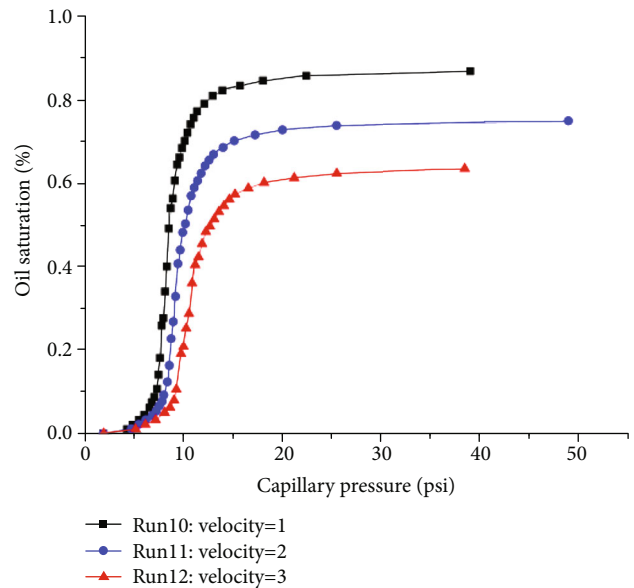 1.0
0.8
0.6
0.4
0.2
0.0
Oil saturation (%)
0 10 20 30 40 50
Capillary pressure (psi)
Run10: velocity=1
Run11: velocity=2
Run12: velocity=3